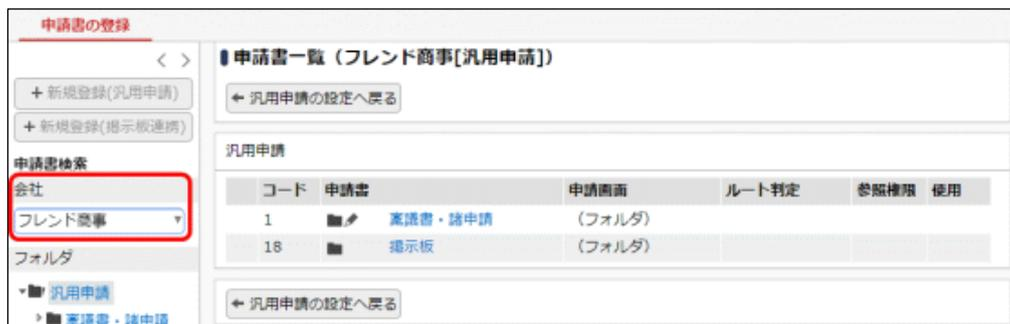 申請書の登録
+ 新規登録(汎用申請)
+ 新規登録(掲示板連携)
申請書検索
会社
フレンド商事
フォルダ
汎用申請
稟議書・諸申請
申請書一覧(フレンド商事[汎用申請])
汎用申請の設定へ戻る
汎用申請
コード 申請書 申請画面 ルート判定 参照権限 使用
1 稟議書・諸申請 (フォルダ)
18 掲示板 (フォルダ)
汎用申請の設定へ戻る